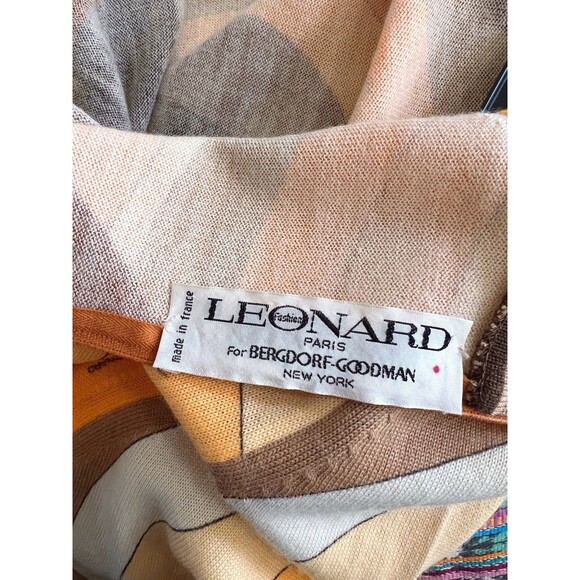 made in france
LEONARD
Fashion
PARIS
For BERGDORF-GOODMAN
NEW YORK